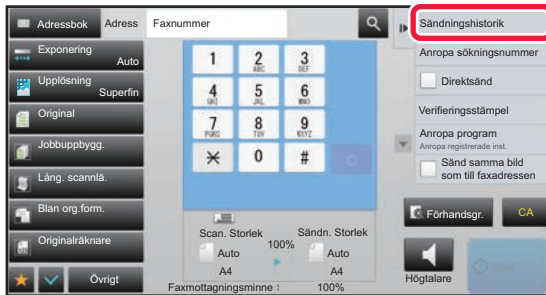 Adressbok Adress Faxnummer
Exponering
Auto
Upplösning
Superfin
Original
Jobbuppbygg.
Lång. scannlä.
Blan org.form.
Originalräknare
Övrigt
1 2 3
ABC DEF
4 5 6
GHI JKL MNO
7 8 9
PQRS TUV WXYZ
0 # C
Scan. Storlek 100% Sändn. Storlek
Auto Auto
A4 A4
Faxmottagningsminne : 100%
Sändningshistorik
Anropa sökningsnummer
Direktsänd
Verifieringsstämpel
Anropa program
Anropa registrerade inst.
Sänd samma bild
som till faxadressen
Förhandsgr. CA
Högtalare Start